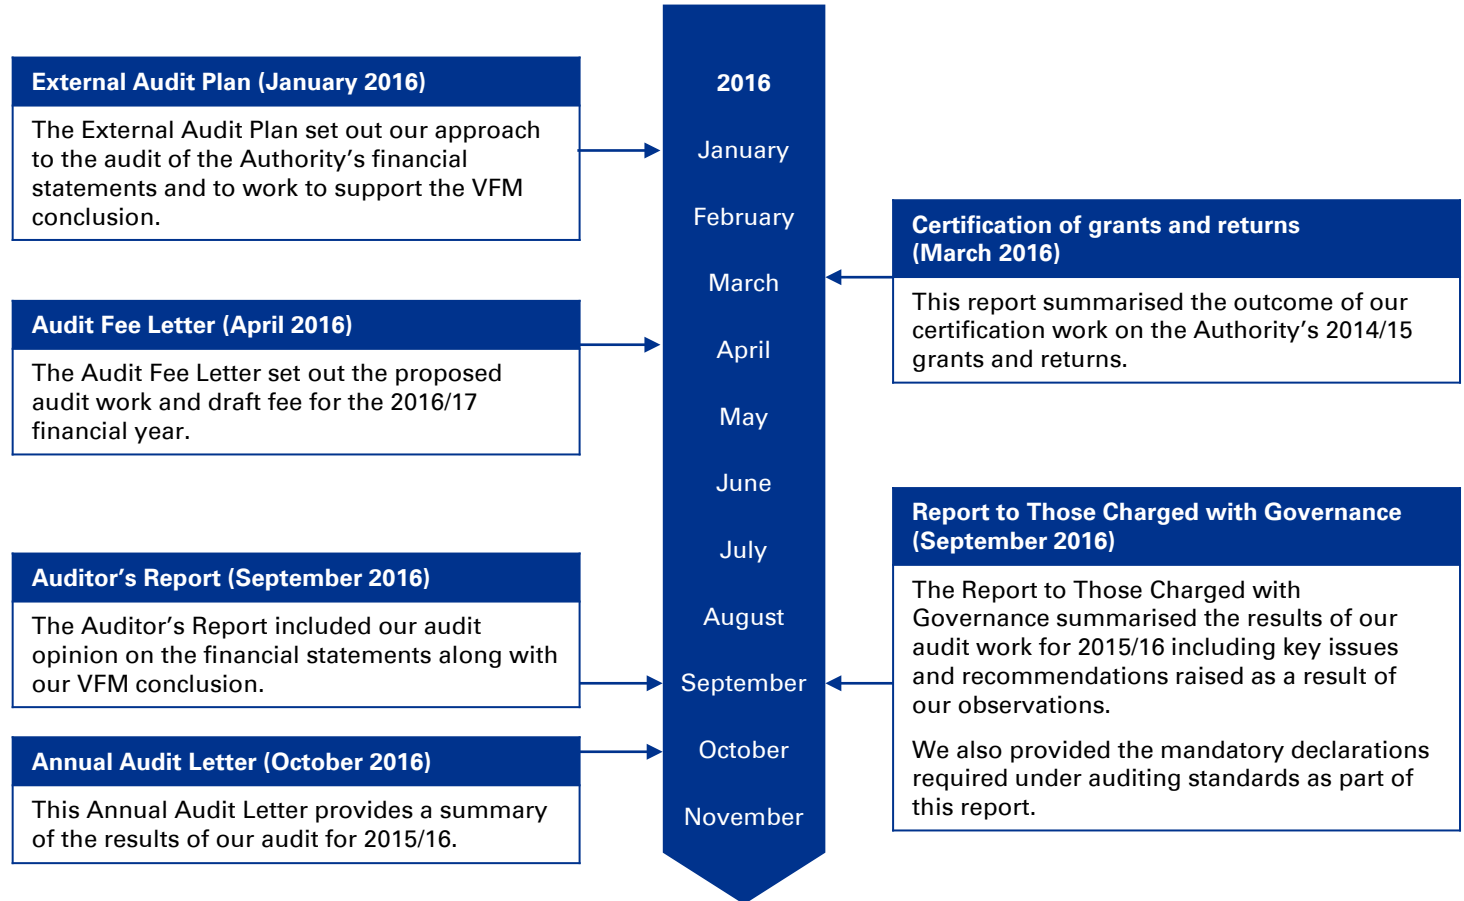 External Audit Plan (January 2016)
The External Audit Plan set out our approach
to the audit of the Authority’s financial
statements and to work to support the VFM
conclusion.
Audit Fee Letter (April 2016)
The Audit Fee Letter set out the proposed
audit work and draft fee for the 2016/17
financial year.
Auditor’s Report (September 2016)
The Auditor’s Report included our audit
opinion on the financial statements along with
our VFM conclusion.
Annual Audit Letter (October 2016)
This Annual Audit Letter provides a summary
of the results of our audit for 2015/16.
2016
January
February
March
April
May
June
July
August
September
October
November
Certification of grants and returns
(March 2016)
This report summarised the outcome of our
certification work on the Authority’s 2014/15
grants and returns.
Report to Those Charged with Governance
(September 2016)
The Report to Those Charged with
Governance summarised the results of our
audit work for 2015/16 including key issues
and recommendations raised as a result of
our observations.
We also provided the mandatory declarations
required under auditing standards as part of
this report.